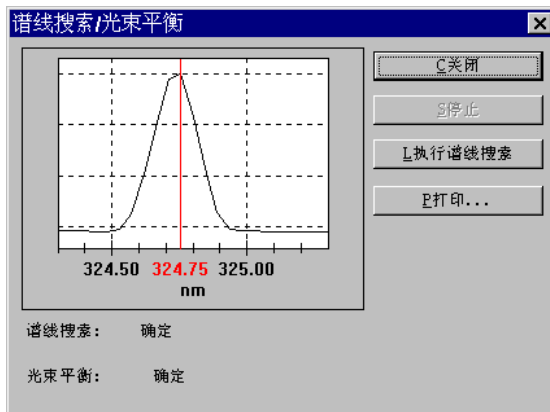 谱线搜索/光束平衡
C关闭
S停止
L执行谱线搜索
P打印...
324.50 324.75 325.00
nm
谱线搜索: 确定
光束平衡: 确定